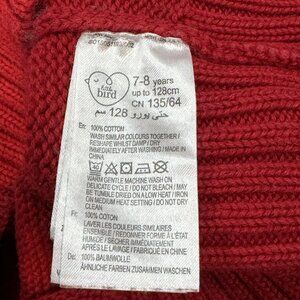 little bird
7-8 years
up to 128cm
CN 135/64
حتى يورو 128 سم
En: 100% COTTON
WASH SIMILAR COLOURS TOGETHER /
RESHAPE WHILST DAMP / DRY
IMMEDIATELY AFTER WASHING / MADE IN
CHINA
WARM GENTLE MACHINE WASH ON
DELICATE CYCLE / DO NOT BLEACH / MAY
BE TUMBLE DRIED ON A LOW HEAT / IRON
ON MEDIUM HEAT SETTING / DO NOT DRY
CLEAN
Fr: 100% COTON
LAVER LES COULEURS SIMILAIRES
ENSEMBLE / REDONNER FORME À L'ÉTAT
HUMIDE / SÉCHER IMMÉDIATEMENT
APRÈS LAVAGE / FABRIQUÉ EN CHINE
De: 100% BAUMWOLLE
ÄHNLICHE FARBEN ZUSAMMEN WASCHEN